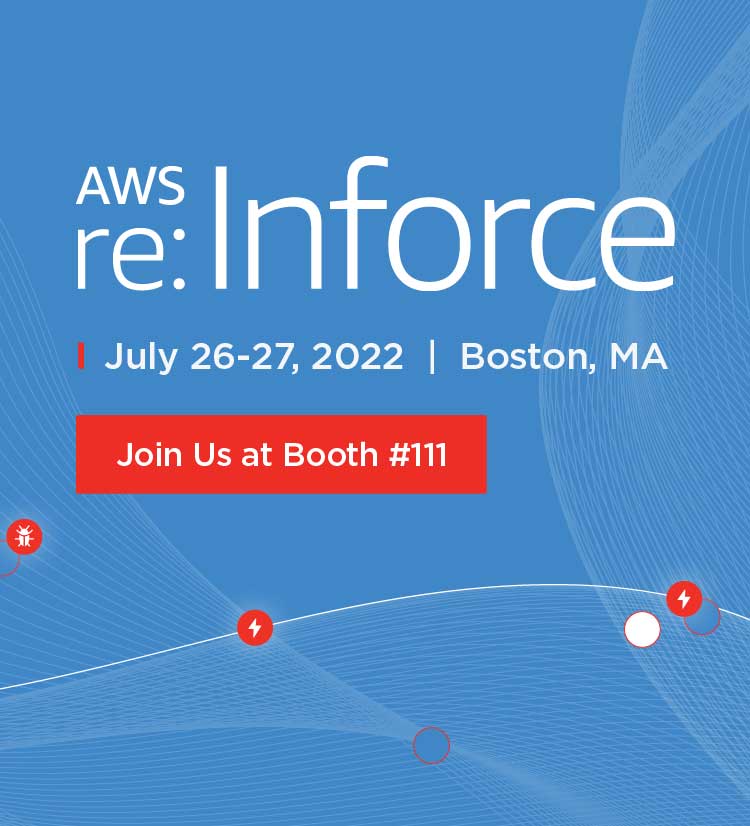 AWS
re:Inforce
July 26-27, 2022 | Boston, MA
Join Us at Booth #111